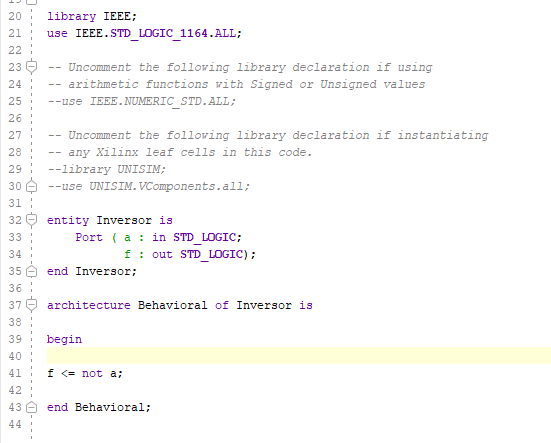 20 library IEEE;
21 use IEEE.STD_LOGIC_1164.ALL;
22
23 -- Uncomment the following library declaration if using
24 -- arithmetic functions with Signed or Unsigned values
25 --use IEEE.NUMERIC_STD.ALL;
26
27 -- Uncomment the following library declaration if instantiating
28 -- any Xilinx leaf cells in this code.
29 --library UNISIM;
30 --use UNISIM.VComponents.all;
31
32 entity Inversor is
33 Port ( a : in STD_LOGIC;
34 f : out STD_LOGIC);
35 end Inversor;
36
37 architecture Behavioral of Inversor is
38
39 begin
40
41 f <= not a;
42
43 end Behavioral;
44